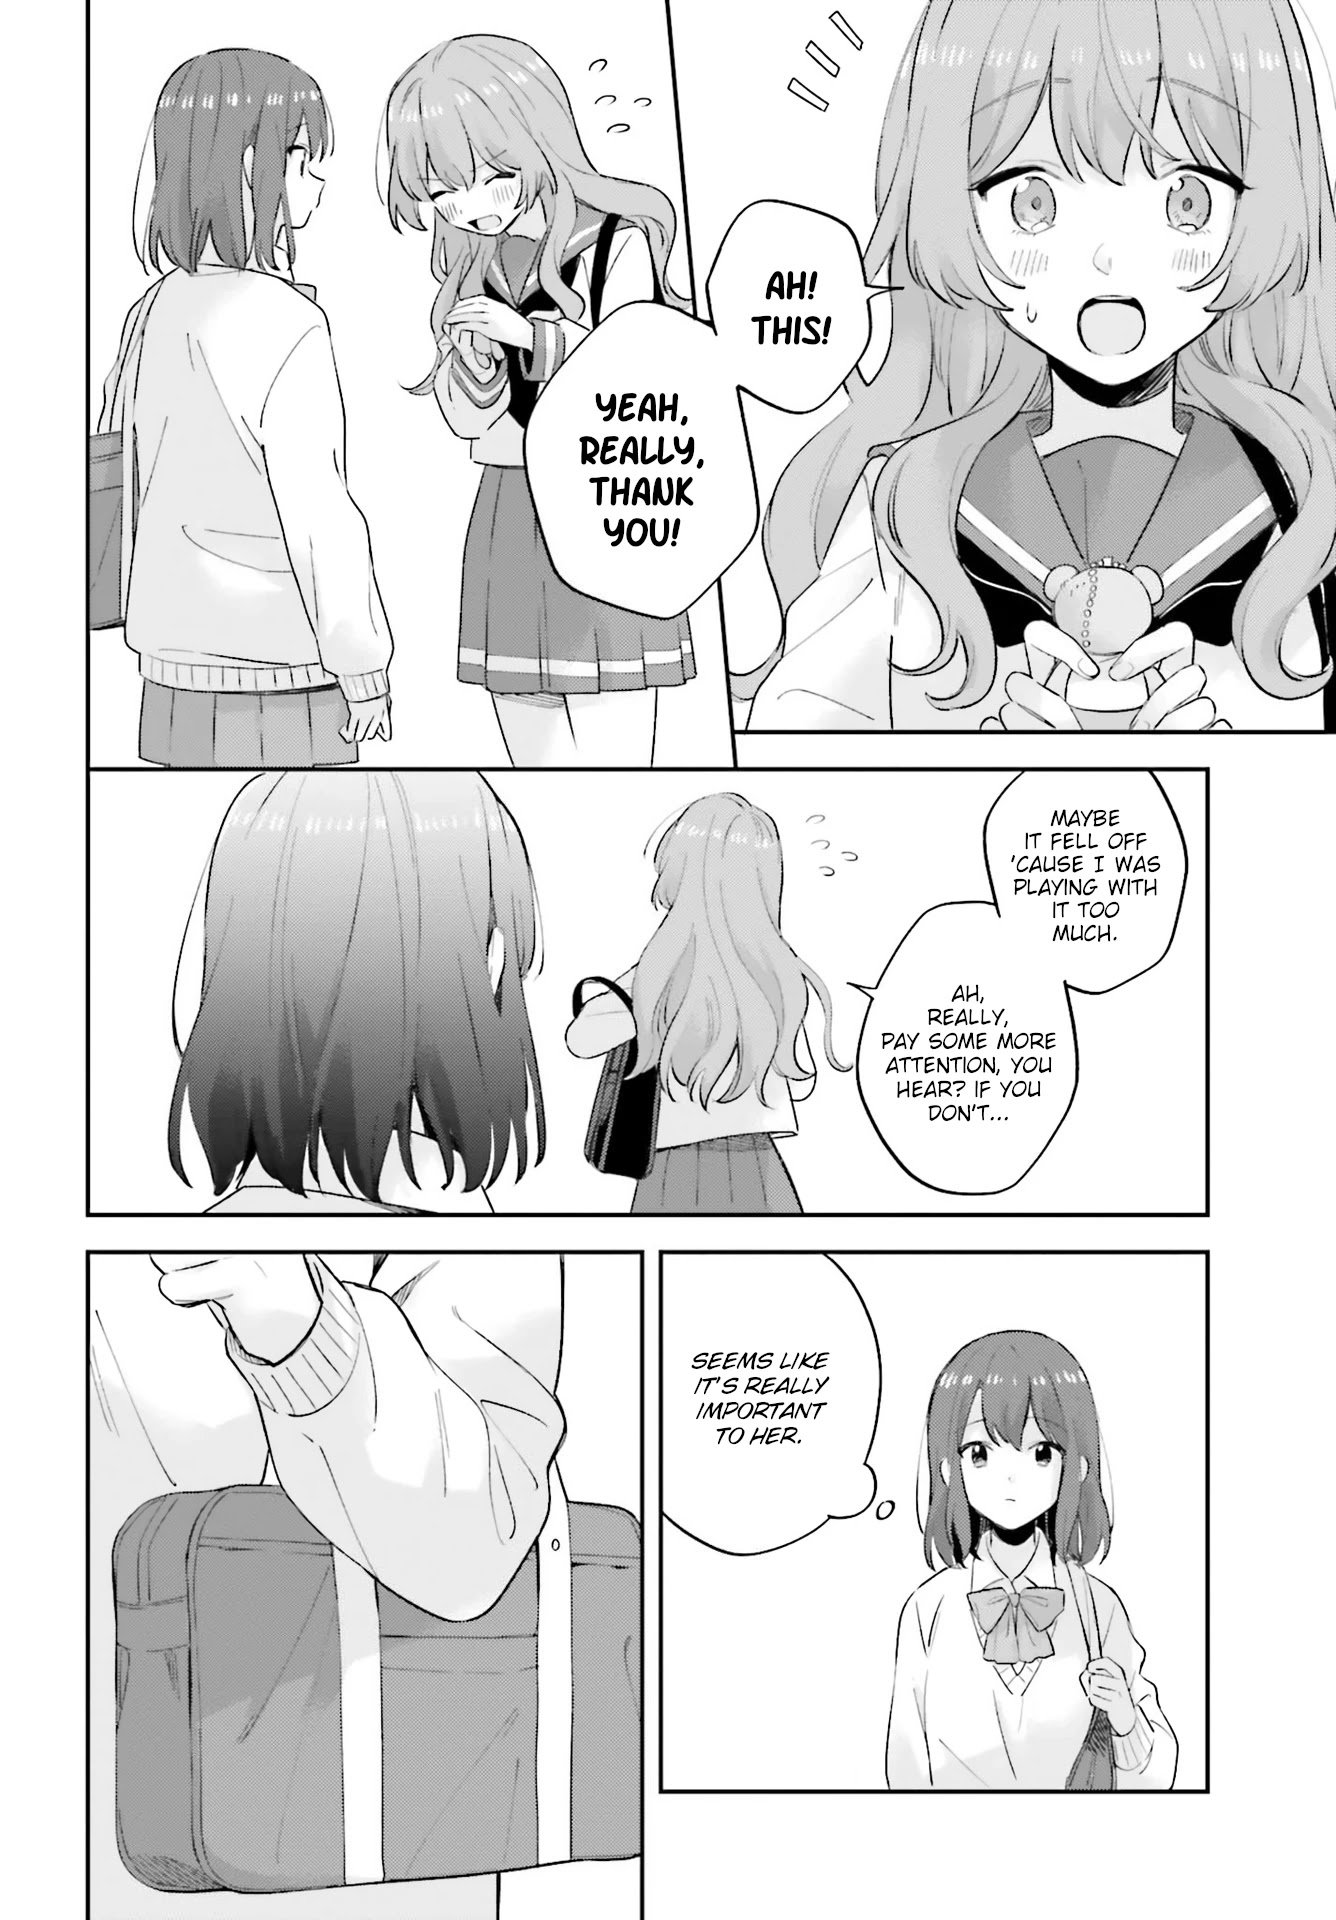 AH!
THIS!
YEAH,
REALLY,
THANK
YOU!
MAYBE
IT FELL OFF
'CAUSE I WAS
PLAYING WITH
IT TOO
MUCH.
AH,
REALLY,
PAY SOME MORE
ATTENTION, YOU
HEAR? IF YOU
DON'T...
SEEMS LIKE
IT'S REALLY
IMPORTANT
TO HER.